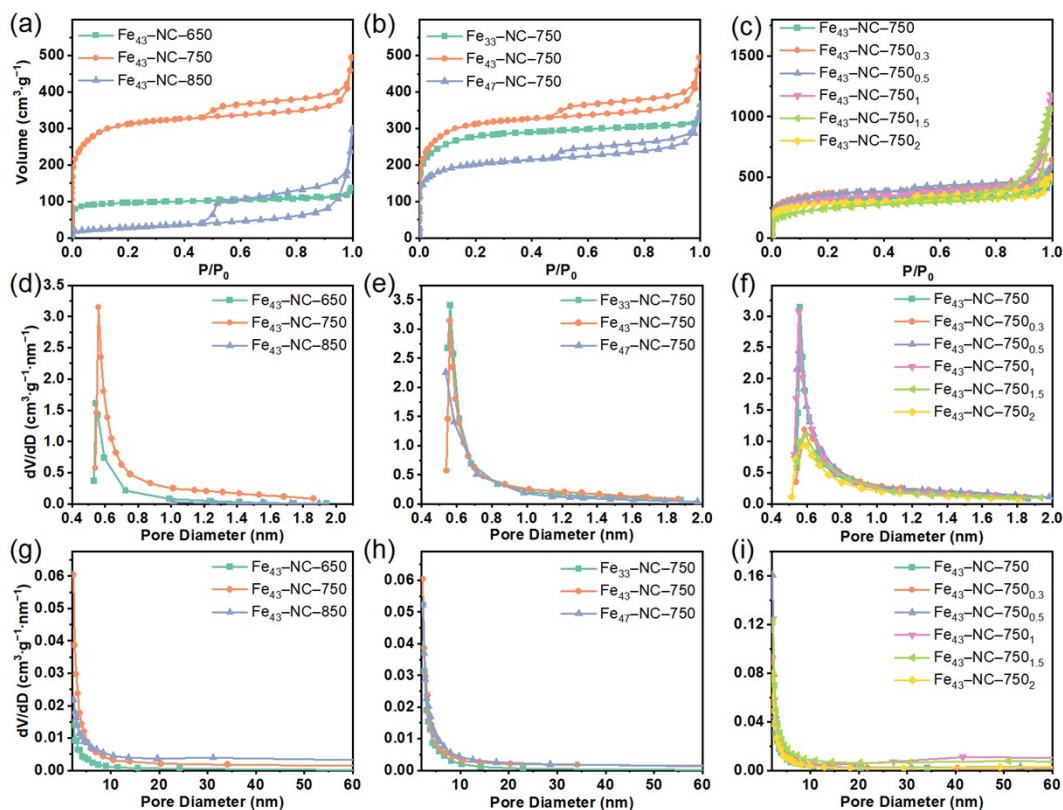 (a)
Fe₄₃–NC–650
Fe₄₃–NC–750
Fe₄₃–NC–850
Volume (cm³·g⁻¹)
500
400
300
200
100
0
0.0 0.2 0.4 0.6 0.8 1.0
P/P₀
(b)
Fe₃₃–NC–750
Fe₄₃–NC–750
Fe₄₇–NC–750
500
400
300
200
100
0
0.0 0.2 0.4 0.6 0.8 1.0
P/P₀
(c)
Fe₄₃–NC–750
Fe₄₃–NC–750₀.₃
Fe₄₃–NC–750₀.₅
Fe₄₃–NC–750₁
Fe₄₃–NC–750₁.₅
Fe₄₃–NC–750₂
1500
1000
500
0
0.0 0.2 0.4 0.6 0.8 1.0
P/P₀
(d)
Fe₄₃–NC–650
Fe₄₃–NC–750
Fe₄₃–NC–850
dV/dD (cm³·g⁻¹·nm⁻¹)
3.5
3.0
2.5
2.0
1.5
1.0
0.5
0.0
0.4 0.6 0.8 1.0 1.2 1.4 1.6 1.8 2.0
Pore Diameter (nm)
(e)
Fe₃₃–NC–750
Fe₄₃–NC–750
Fe₄₇–NC–750
3.5
3.0
2.5
2.0
1.5
1.0
0.5
0.0
0.4 0.6 0.8 1.0 1.2 1.4 1.6 1.8 2.0
Pore Diameter (nm)
(f)
Fe₄₃–NC–750
Fe₄₃–NC–750₀.₃
Fe₄₃–NC–750₀.₅
Fe₄₃–NC–750₁
Fe₄₃–NC–750₁.₅
Fe₄₃–NC–750₂
3.5
3.0
2.5
2.0
1.5
1.0
0.5
0.0
0.4 0.6 0.8 1.0 1.2 1.4 1.6 1.8 2.0
Pore Diameter (nm)
(g)
Fe₄₃–NC–650
Fe₄₃–NC–750
Fe₄₃–NC–850
dV/dD (cm³·g⁻¹·nm⁻¹)
0.06
0.05
0.04
0.03
0.02
0.01
0.00
10 20 30 40 50 60
Pore Diameter (nm)
(h)
Fe₃₃–NC–750
Fe₄₃–NC–750
Fe₄₇–NC–750
0.06
0.05
0.04
0.03
0.02
0.01
0.00
10 20 30 40 50 60
Pore Diameter (nm)
(i)
Fe₄₃–NC–750
Fe₄₃–NC–750₀.₃
Fe₄₃–NC–750₀.₅
Fe₄₃–NC–750₁
Fe₄₃–NC–750₁.₅
Fe₄₃–NC–750₂
0.16
0.12
0.08
0.04
0.00
10 20 30 40 50 60
Pore Diameter (nm)